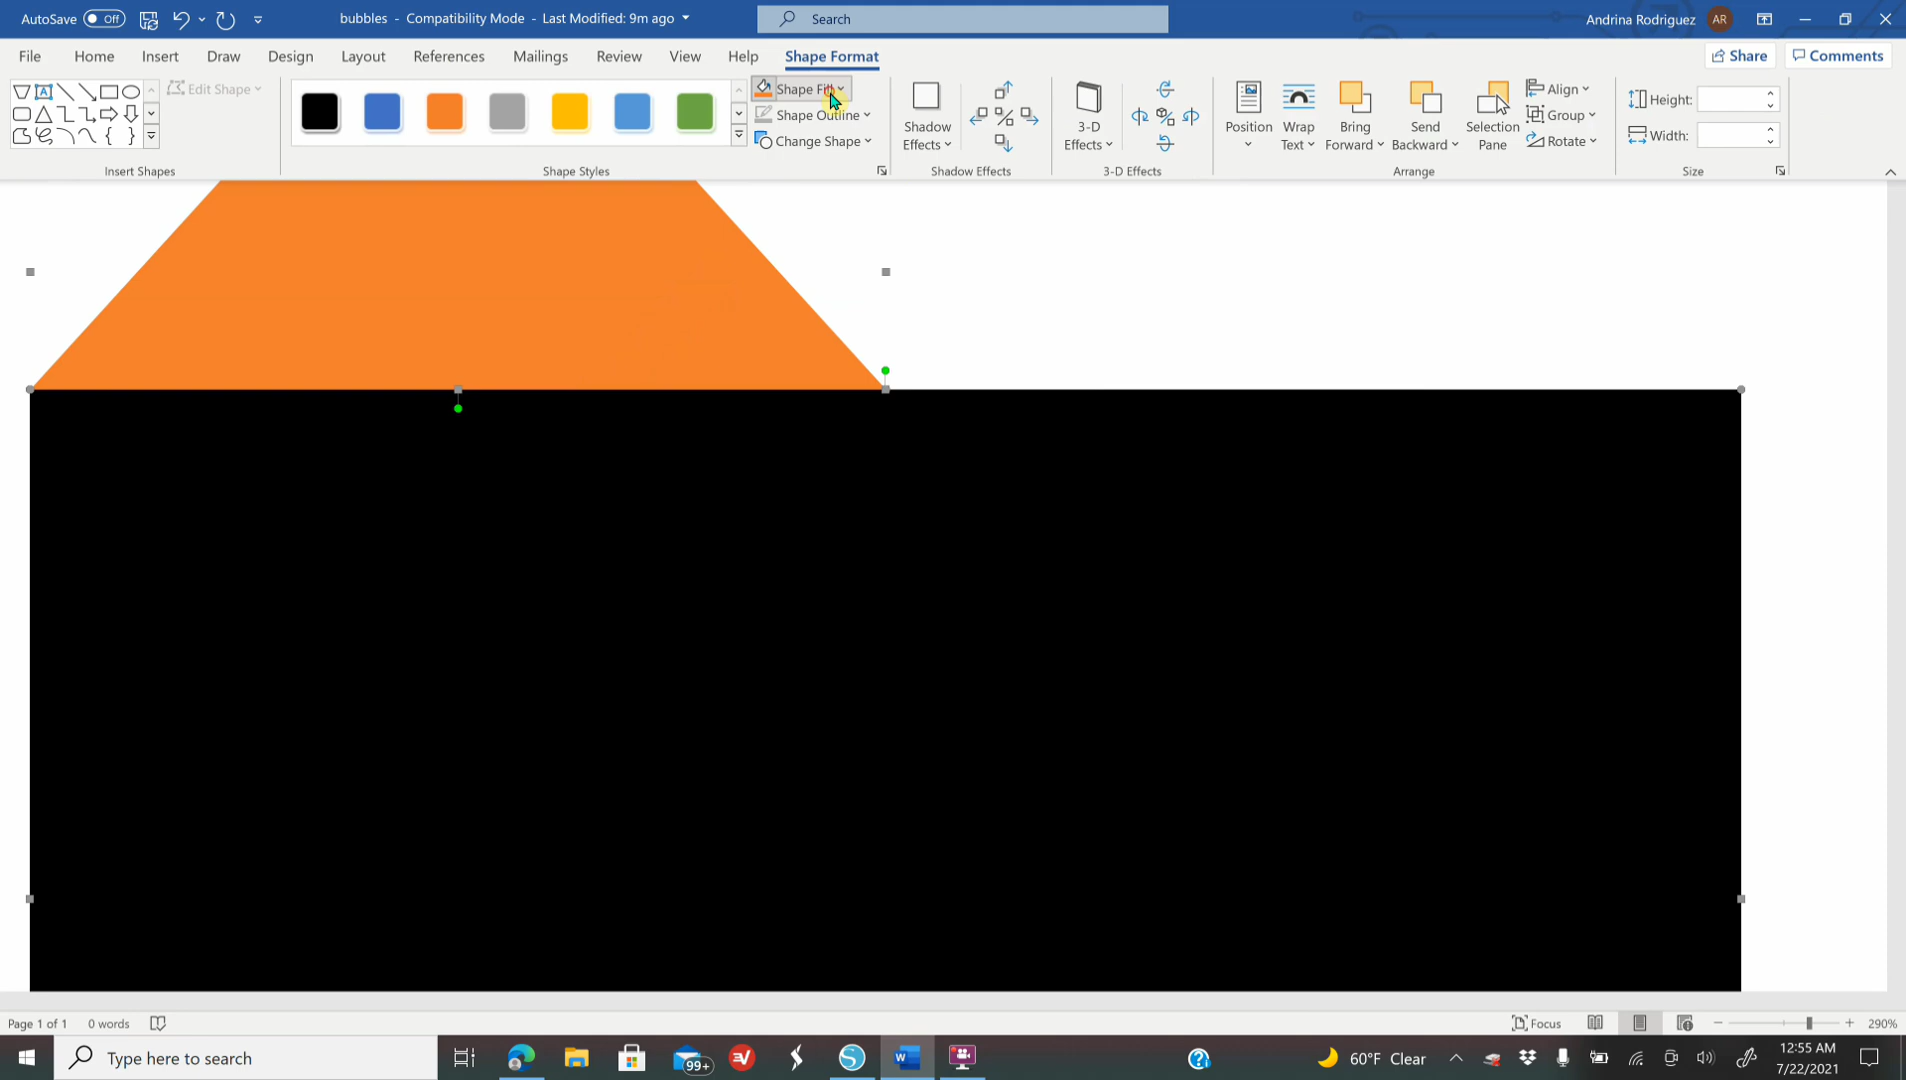 AutoSave Off bubbles - Compatibility Mode - Last Modified: 9m ago Search Andrina Rodriguez AR
File Home Insert Draw Design Layout References Mailings Review View Help Shape Format Share Comments
Edit Shape
Shape Fill
Shape Outline
Change Shape
Shadow Effects
3-D Effects
Position
Wrap Text
Bring Forward
Send Backward
Selection Pane
Align
Group
Rotate
Height:
Width:
Insert Shapes Shape Styles Shadow Effects 3-D Effects Arrange Size
Page 1 of 1 0 words Focus 290%
Type here to search 99+ 60°F Clear 12:55 AM
7/22/2021